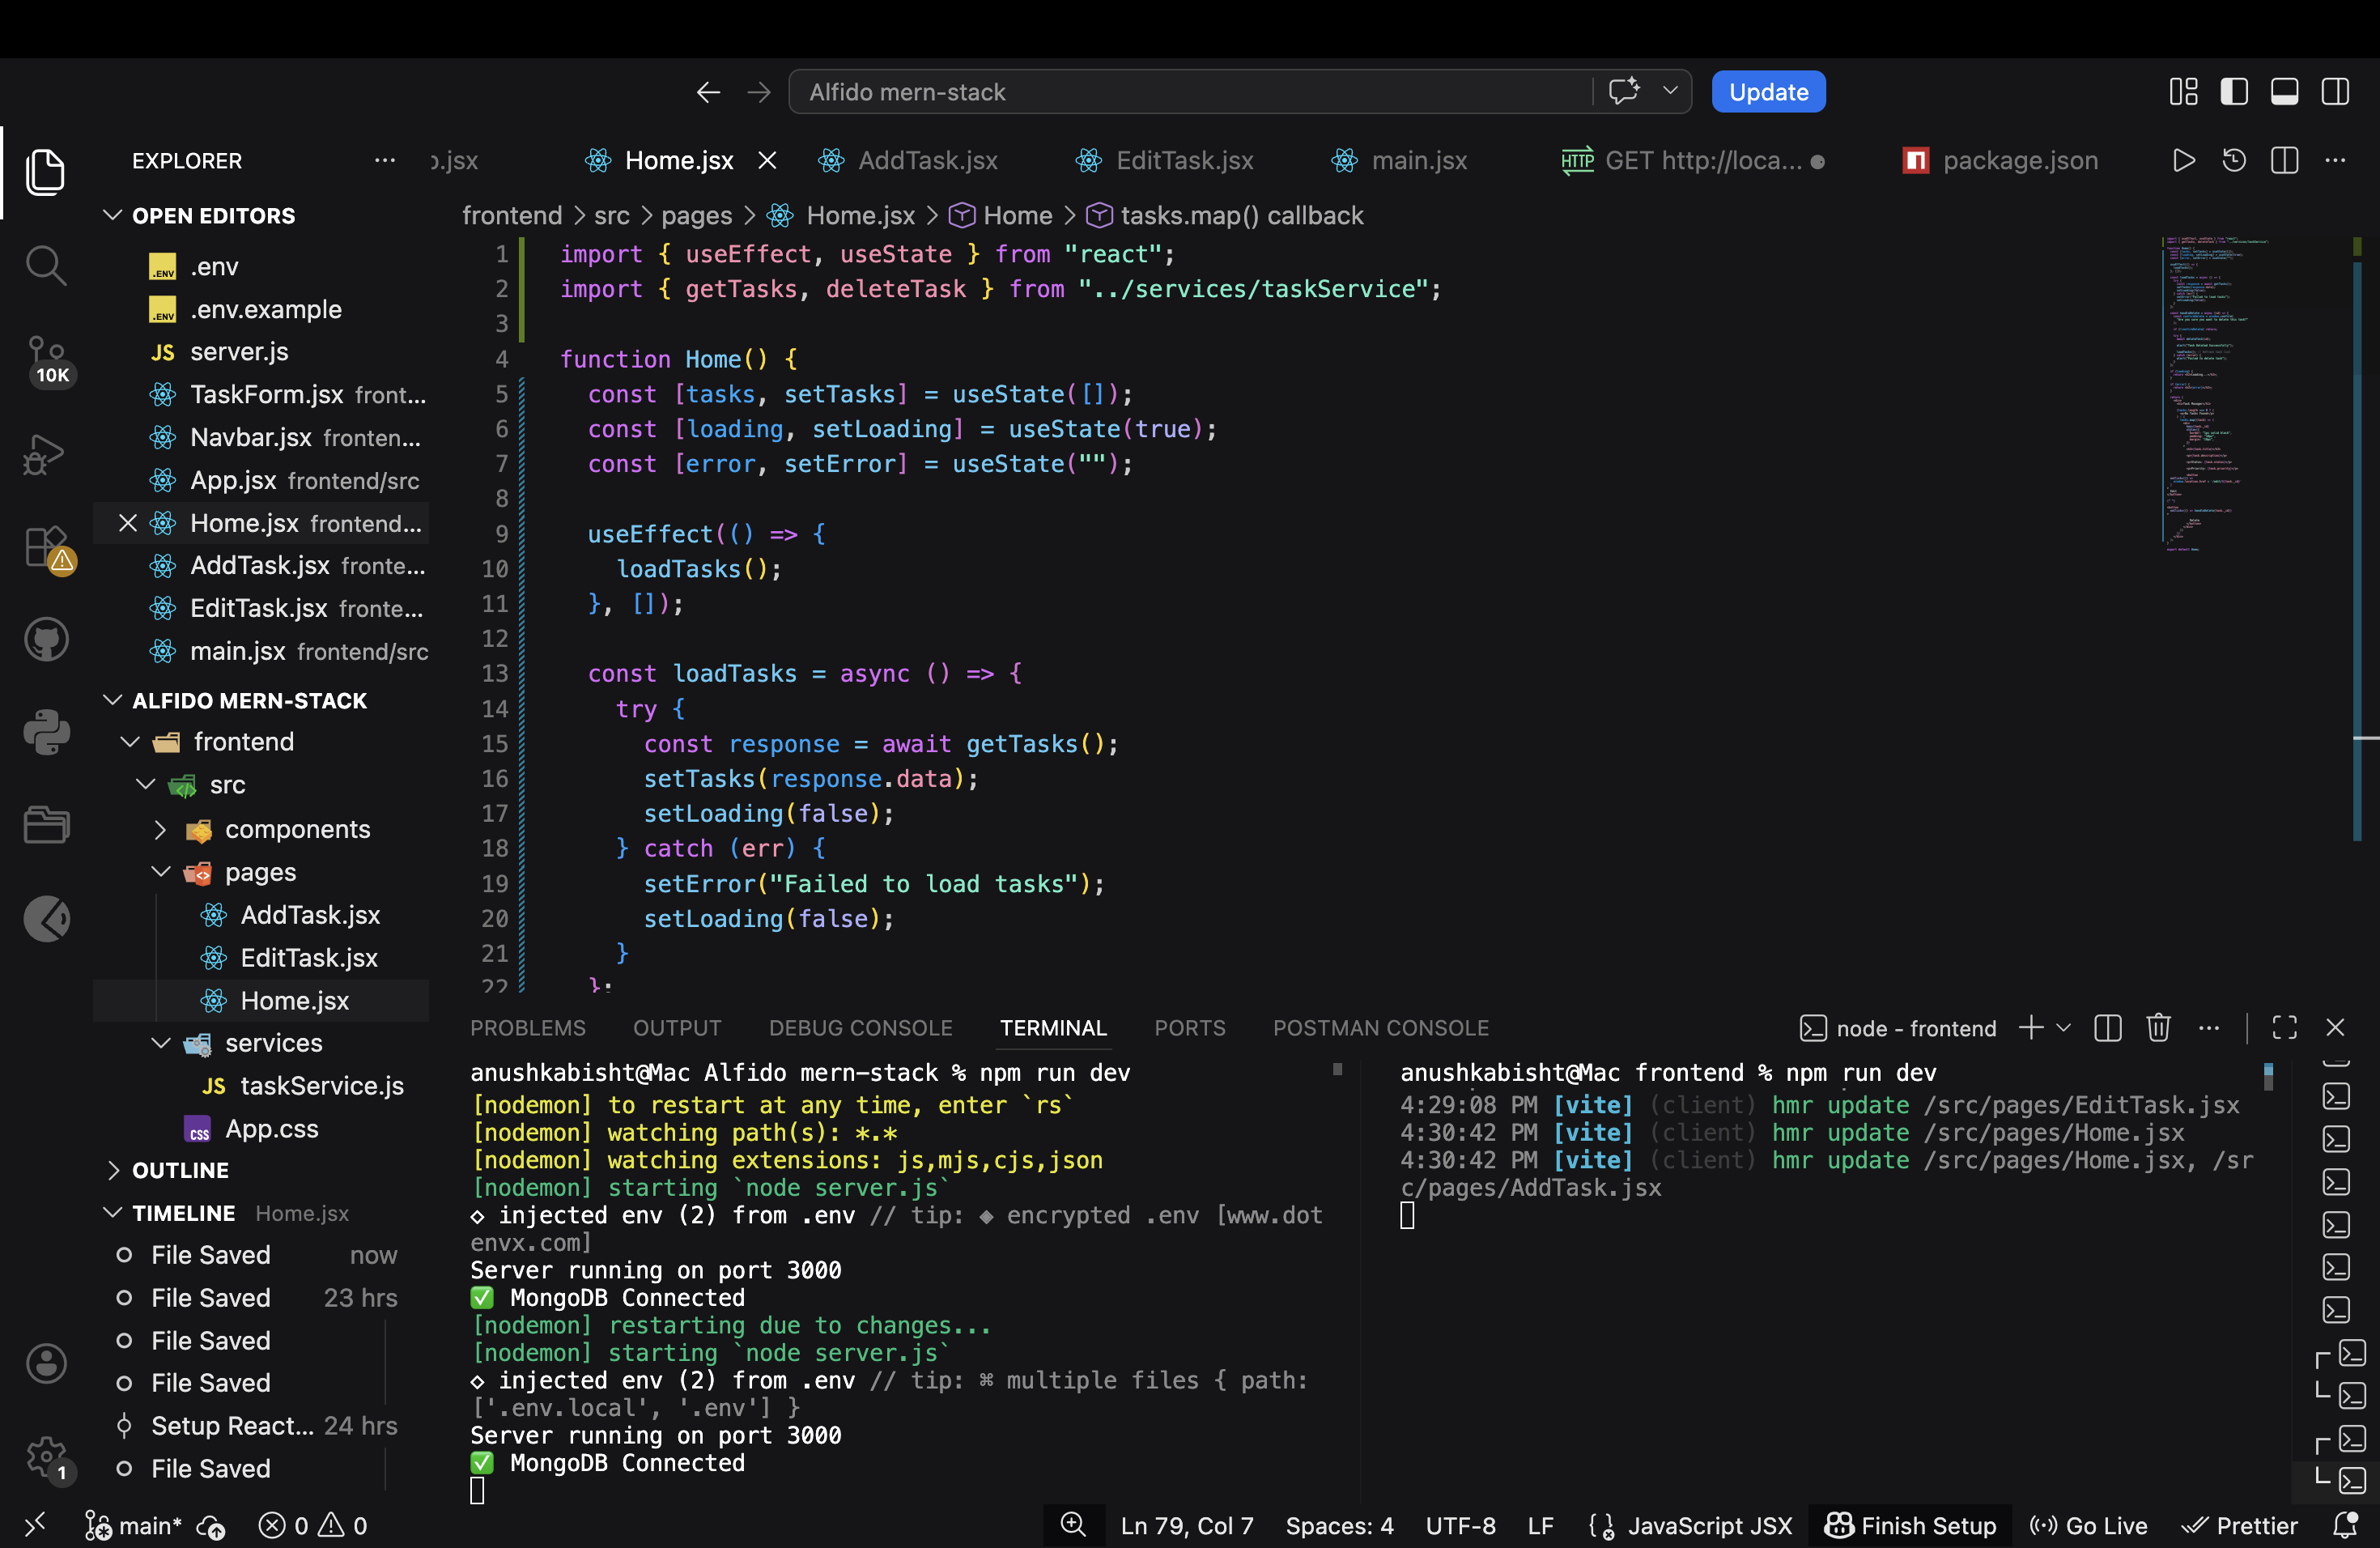 Alfido mern-stack
Update
EXPLORER
OPEN EDITORS
.env
.env.example
server.js
TaskForm.jsx front...
Navbar.jsx fronten...
App.jsx frontend/src
Home.jsx frontend...
AddTask.jsx fronte...
EditTask.jsx fronte...
main.jsx frontend/src
ALFIDO MERN-STACK
frontend
src
components
pages
AddTask.jsx
EditTask.jsx
Home.jsx
services
JS taskService.js
App.css
OUTLINE
TIMELINE Home.jsx
File Saved now
File Saved 23 hrs
File Saved
File Saved
Setup React... 24 hrs
File Saved
10K
1
.jsx
Home.jsx
AddTask.jsx
EditTask.jsx
main.jsx
HTTP GET http://loca...
package.json
frontend > src > pages > Home.jsx > Home > tasks.map() callback
1 import { useEffect, useState } from "react";
2 import { getTasks, deleteTask } from "../services/taskService";
3
4 function Home() {
5 const [tasks, setTasks] = useState([]);
6 const [loading, setLoading] = useState(true);
7 const [error, setError] = useState("");
8
9 useEffect(() => {
10 loadTasks();
11 }, []);
12
13 const loadTasks = async () => {
14 try {
15 const response = await getTasks();
16 setTasks(response.data);
17 setLoading(false);
18 } catch (err) {
19 setError("Failed to load tasks");
20 setLoading(false);
21 }
22 };
PROBLEMS OUTPUT DEBUG CONSOLE TERMINAL PORTS POSTMAN CONSOLE
node - frontend
anushkabisht@Mac Alfido mern-stack % npm run dev
[nodemon] to restart at any time, enter `rs`
[nodemon] watching path(s): *.*
[nodemon] watching extensions: js,mjs,cjs,json
[nodemon] starting `node server.js`
◇ injected env (2) from .env // tip: ◈ encrypted .env [www.dot
envx.com]
Server running on port 3000
✅ MongoDB Connected
[nodemon] restarting due to changes...
[nodemon] starting `node server.js`
◇ injected env (2) from .env // tip: ⌘ multiple files { path:
['.env.local', '.env'] }
Server running on port 3000
✅ MongoDB Connected
anushkabisht@Mac frontend % npm run dev
4:29:08 PM [vite] (client) hmr update /src/pages/EditTask.jsx
4:30:42 PM [vite] (client) hmr update /src/pages/Home.jsx
4:30:42 PM [vite] (client) hmr update /src/pages/Home.jsx, /sr
c/pages/AddTask.jsx
main* 0 0
Ln 79, Col 7 Spaces: 4 UTF-8 LF JavaScript JSX Finish Setup Go Live Prettier